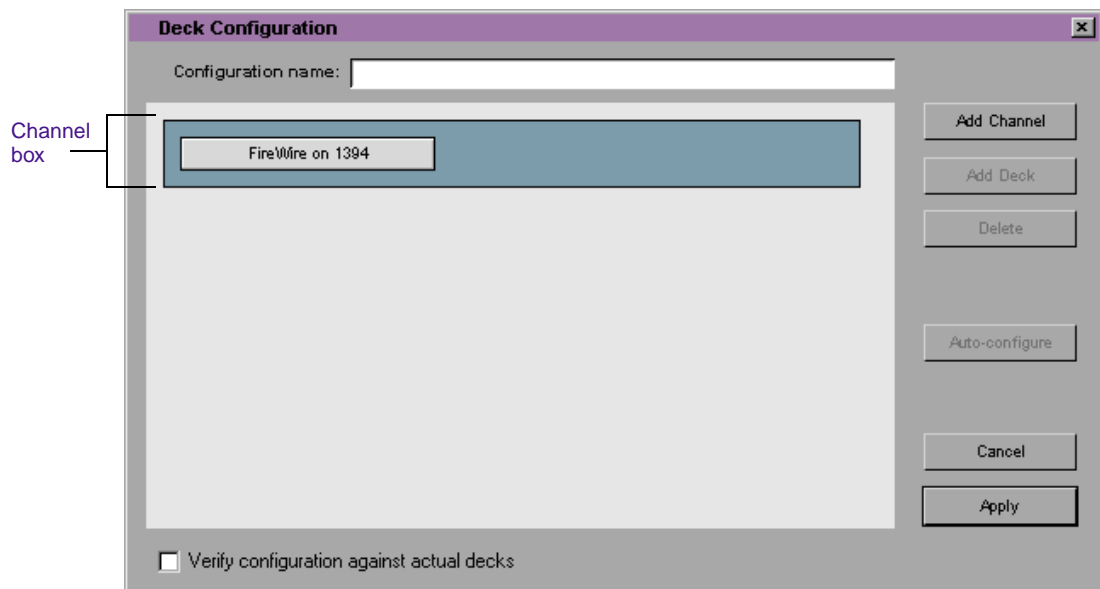 Deck Configuration
Configuration name:
Channel
box
FireWire on 1394
Add Channel
Add Deck
Delete
Auto-configure
Cancel
Apply
Verify configuration against actual decks